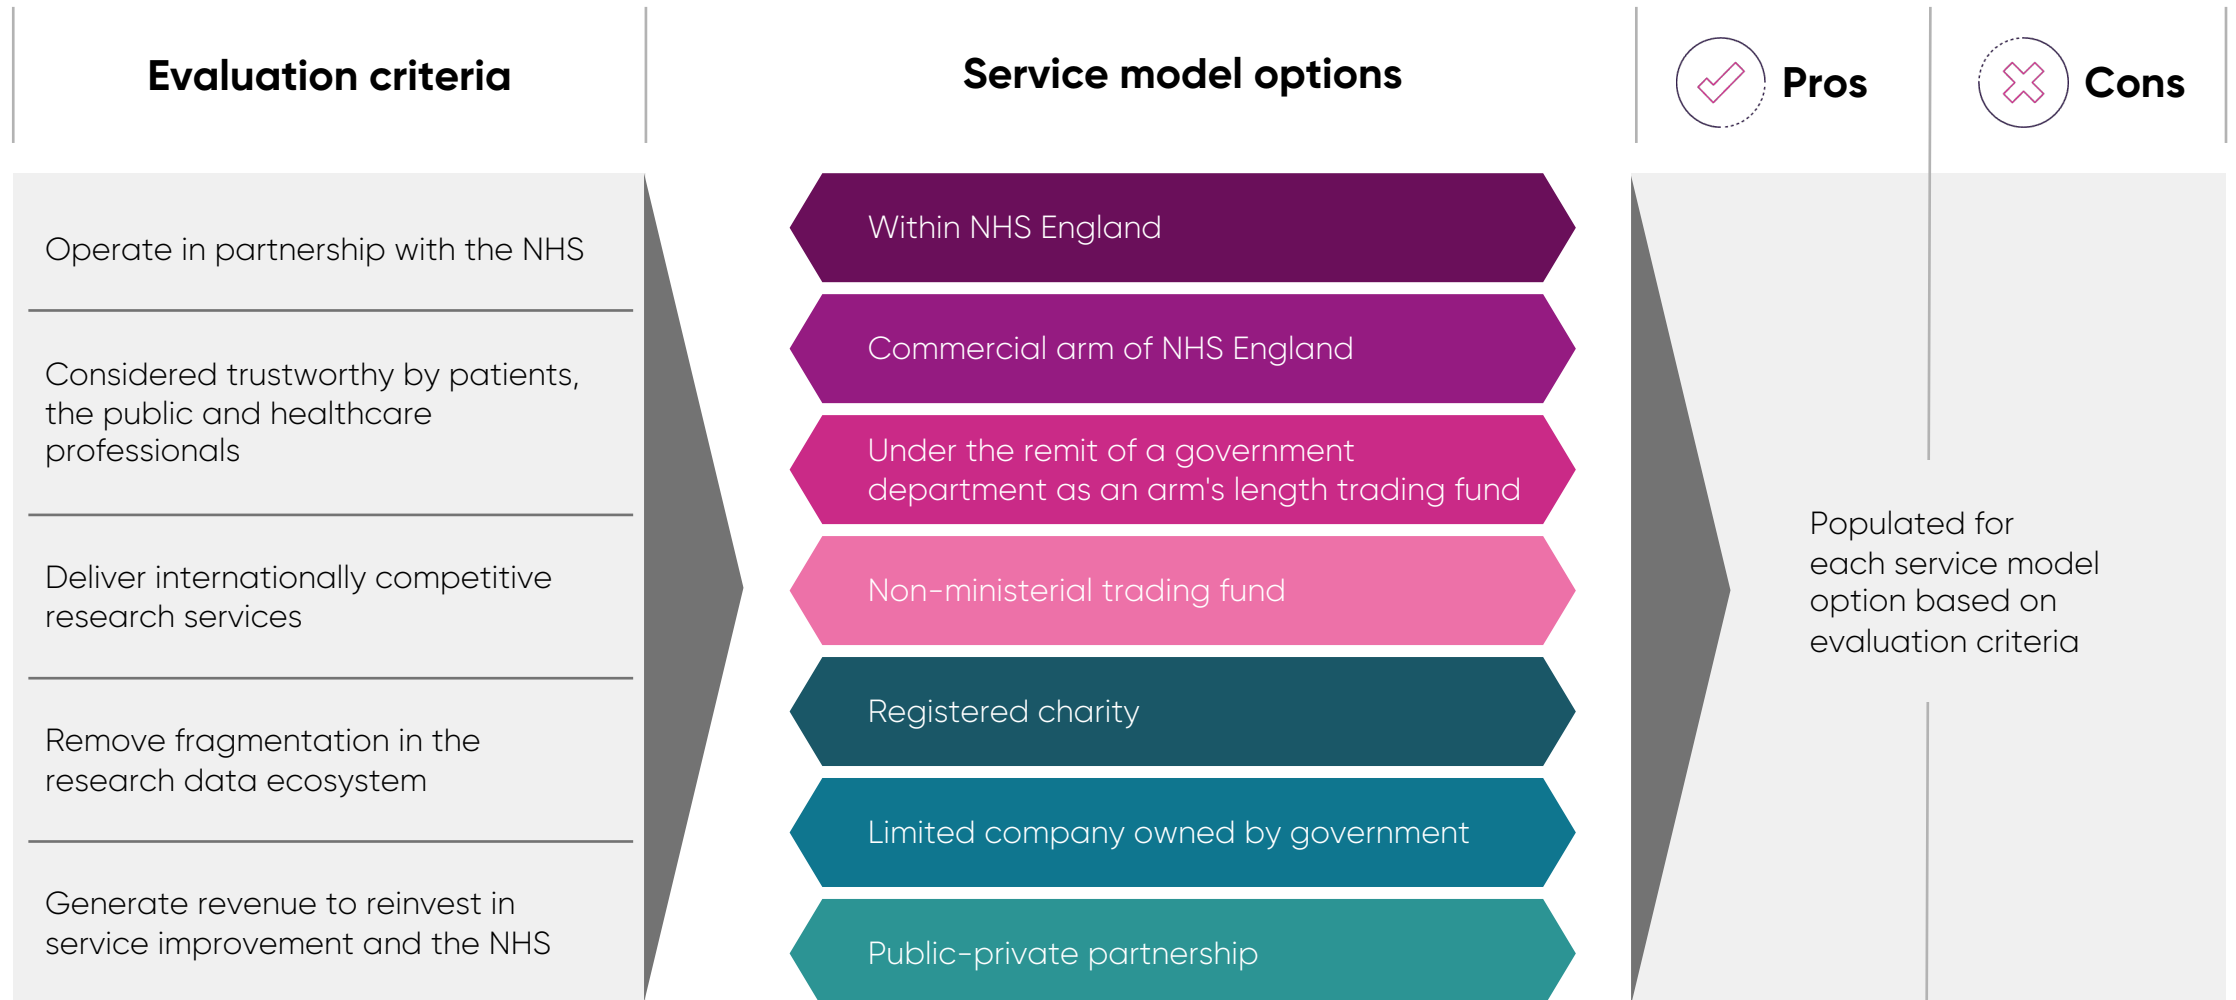 Evaluation criteria
Service model options
Pros
Cons
Operate in partnership with the NHS
Considered trustworthy by patients,
the public and healthcare
professionals
Deliver internationally competitive
research services
Remove fragmentation in the
research data ecosystem
Generate revenue to reinvest in
service improvement and the NHS
Within NHS England
Commercial arm of NHS England
Under the remit of a government
department as an arm's length trading fund
Non-ministerial trading fund
Registered charity
Limited company owned by government
Public-private partnership
Populated for
each service model
option based on
evaluation criteria